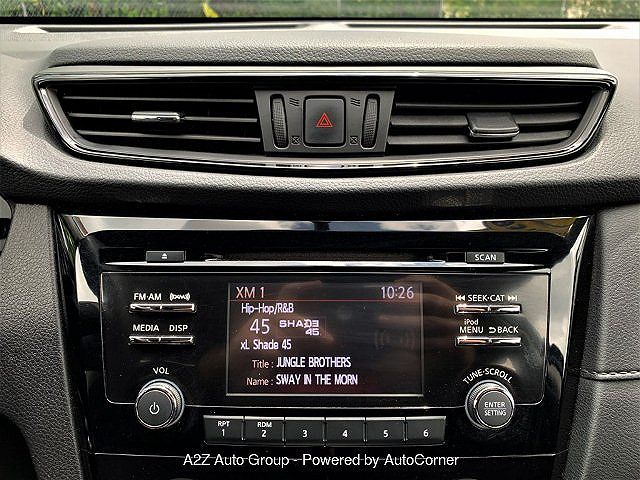 SCAN
XM 1 10:26
Hip-Hop/R&B
45 SHADE 45
xL Shade 45
Title : JUNGLE BROTHERS
Name : SWAY IN THE MORN
FM·AM
MEDIA DISP
VOL
SEEK·CAT
iPod
MENU BACK
TUNE·SCROLL
ENTER
SETTING
RPT RDM
1 2 3 4 5 6
A2Z Auto Group - Powered by AutoCorner